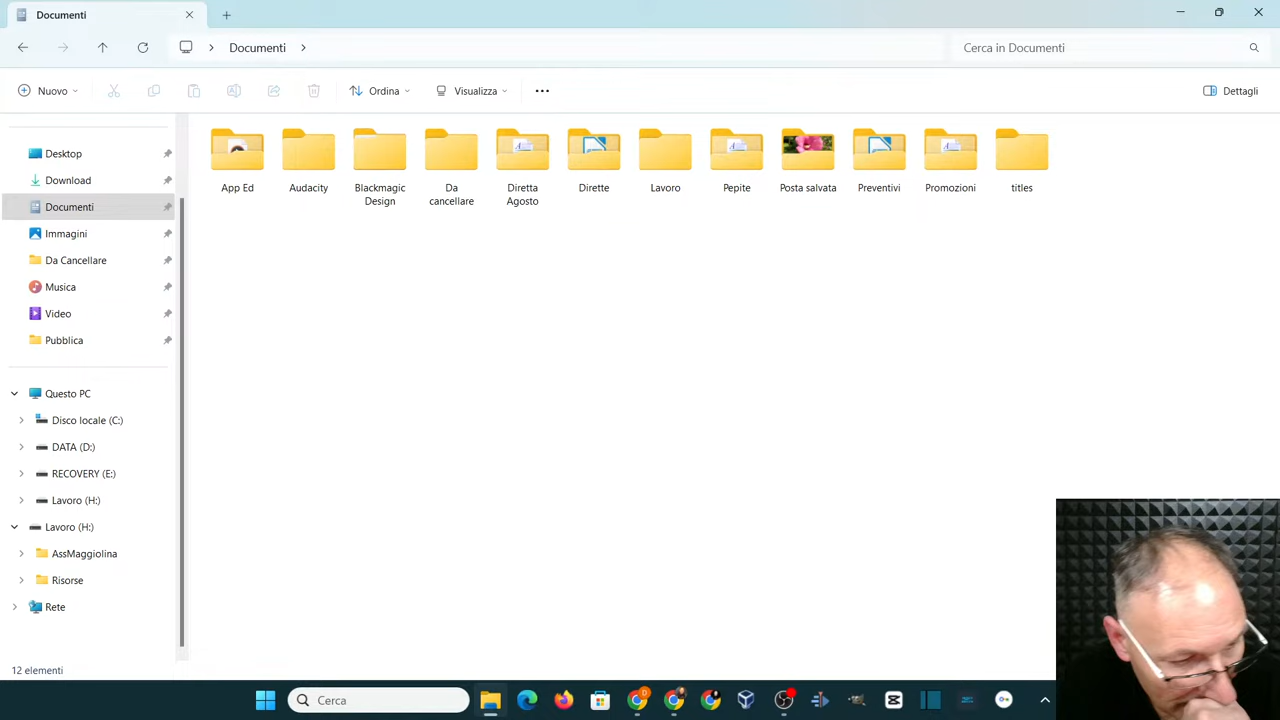 Documenti
Documenti
Cerca in Documenti
Nuovo
Ordina
Visualizza
Dettagli
Desktop
Download
Documenti
Immagini
Da Cancellare
Musica
Video
Pubblica
Questo PC
Disco locale (C:)
DATA (D:)
RECOVERY (E:)
Lavoro (H:)
Lavoro (H:)
AssMaggiolina
Risorse
Rete
App Ed
Audacity
Blackmagic
Design
Da
cancellare
Diretta
Agosto
Dirette
Lavoro
Pepite
Posta salvata
Preventivi
Promozioni
titles
12 elementi
Cerca